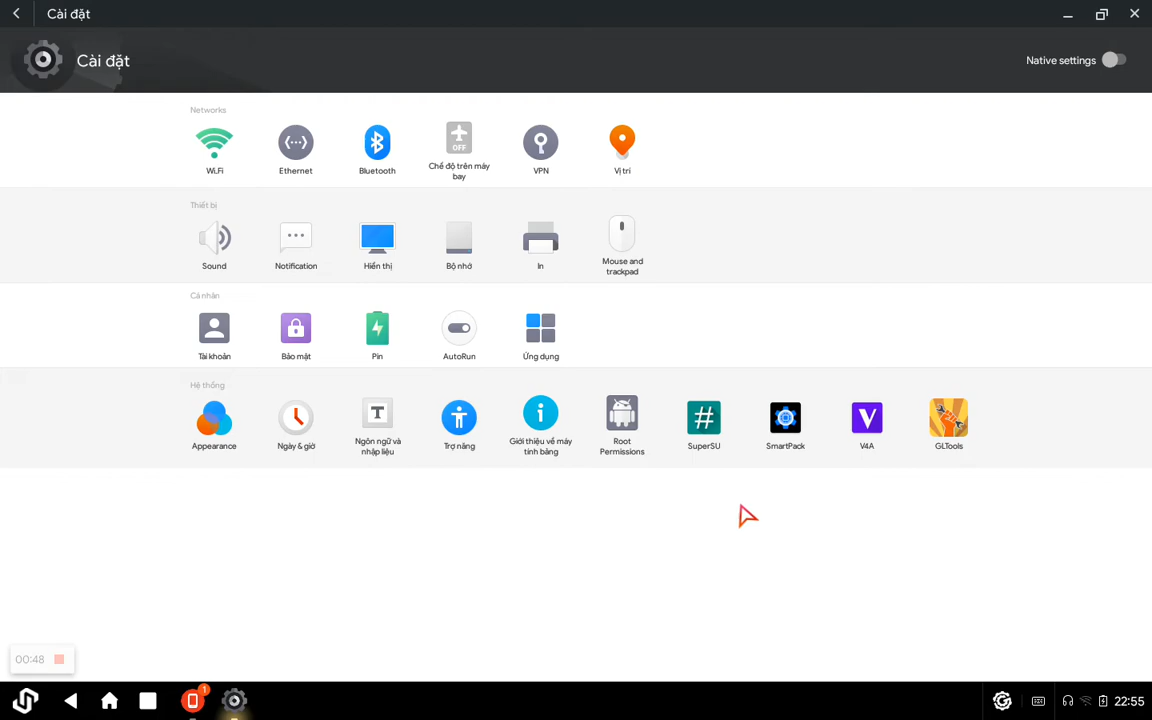 Cài đặt
Cài đặt
Native settings
Networks
Wi.Fi
Ethernet
Bluetooth
OFF
Chế độ trên máy
bay
VPN
Vị trí
Thiết bị
Sound
Notification
Hiển thị
Bộ nhớ
In
Mouse and
trackpad
Cá nhân
Tài khoản
Bảo mật
Pin
AutoRun
Ứng dụng
Hệ thống
Appearance
Ngày & giờ
T
Ngôn ngữ và
nhập liệu
Trợ năng
Giới thiệu về máy
tính bảng
Root
Permissions
#
SuperSU
SmartPack
V
V4A
GLTools
00:48
1
22:55